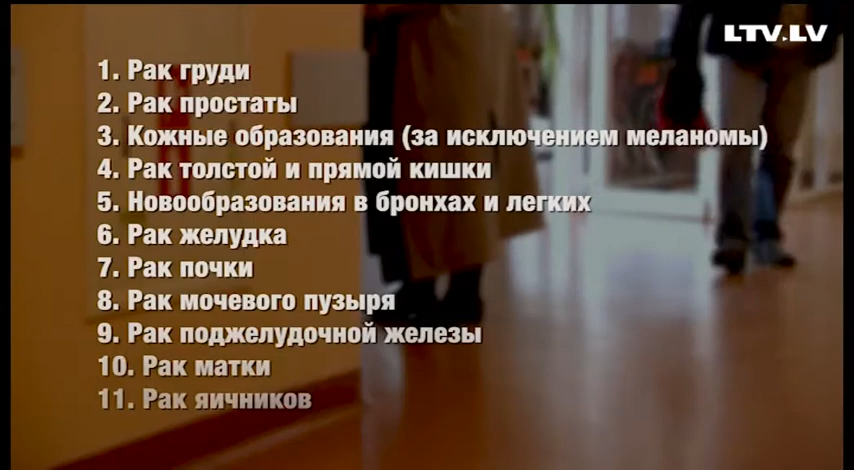 LTV.LV
1. Рак груди
2. Рак простаты
3. Кожные образования (за исключением меланомы)
4. Рак толстой и прямой кишки
5. Новообразования в бронхах и легких
6. Рак желудка
7. Рак почки
8. Рак мочевого пузыря
9. Рак поджелудочной железы
10. Рак матки
11. Рак яичников